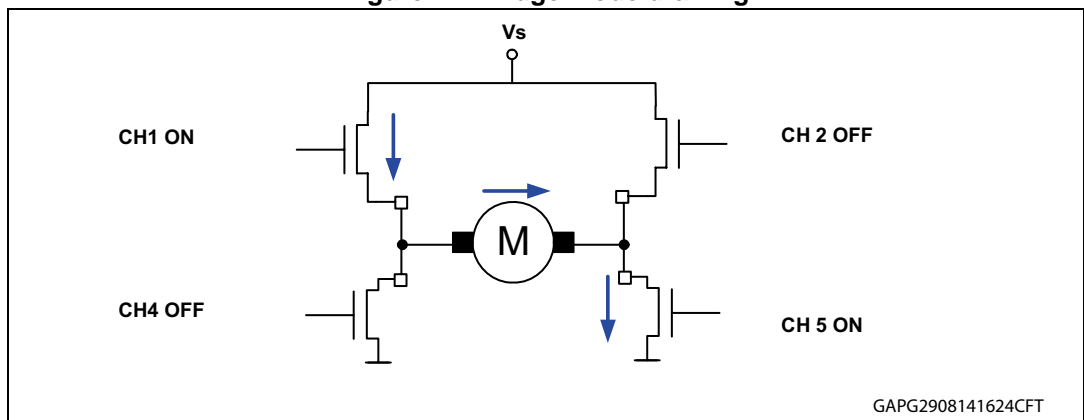 Vs
CH1 ON
CH 2 OFF
M
CH4 OFF
CH 5 ON
GAPG2908141624CFT